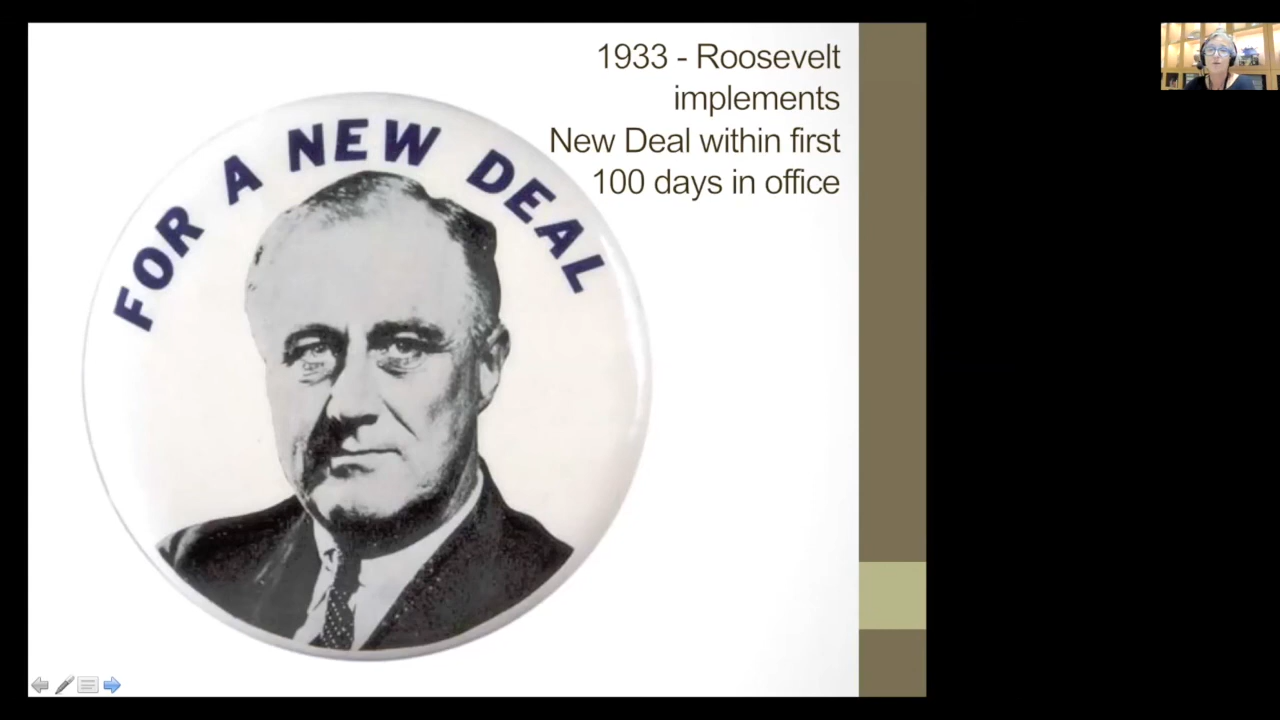 FOR A NEW DEAL
1933 - Roosevelt
implements
New Deal within first
100 days in office